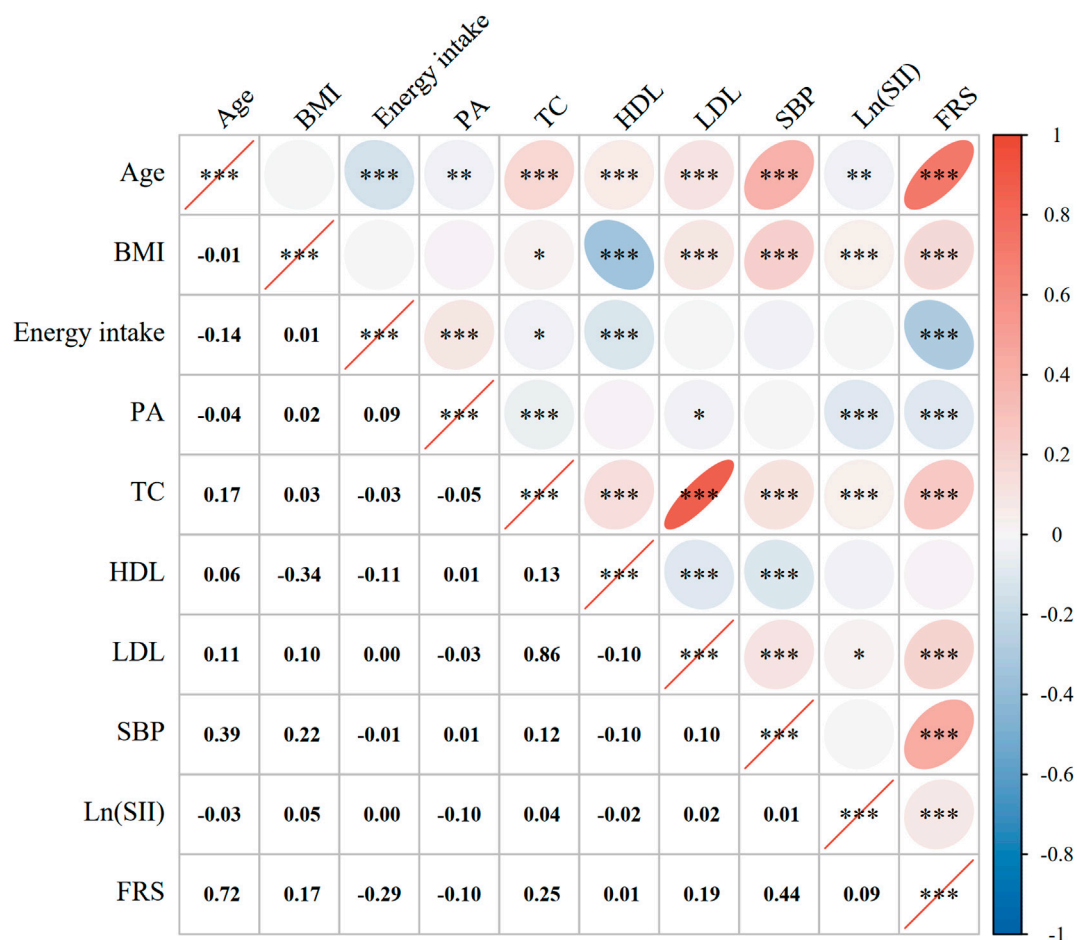 Age BMI Energy intake PA TC HDL LDL SBP Ln(SII) FRS
Age *** *** ** *** *** *** *** ** *** 1
BMI -0.01 *** * *** *** *** *** *** 0.8
0.6
Energy intake -0.14 0.01 *** *** * *** ***
0.4
PA -0.04 0.02 0.09 *** *** * *** ***
0.2
TC 0.17 0.03 -0.03 -0.05 *** *** *** *** *** ***
0
HDL 0.06 -0.34 -0.11 0.01 0.13 *** *** ***
-0.2
LDL 0.11 0.10 0.00 -0.03 0.86 -0.10 *** *** * ***
-0.4
SBP 0.39 0.22 -0.01 0.01 0.12 -0.10 0.10 *** ***
-0.6
Ln(SII) -0.03 0.05 0.00 -0.10 0.04 -0.02 0.02 0.01 *** ***
-0.8
FRS 0.72 0.17 -0.29 -0.10 0.25 0.01 0.19 0.44 0.09 ***
-1